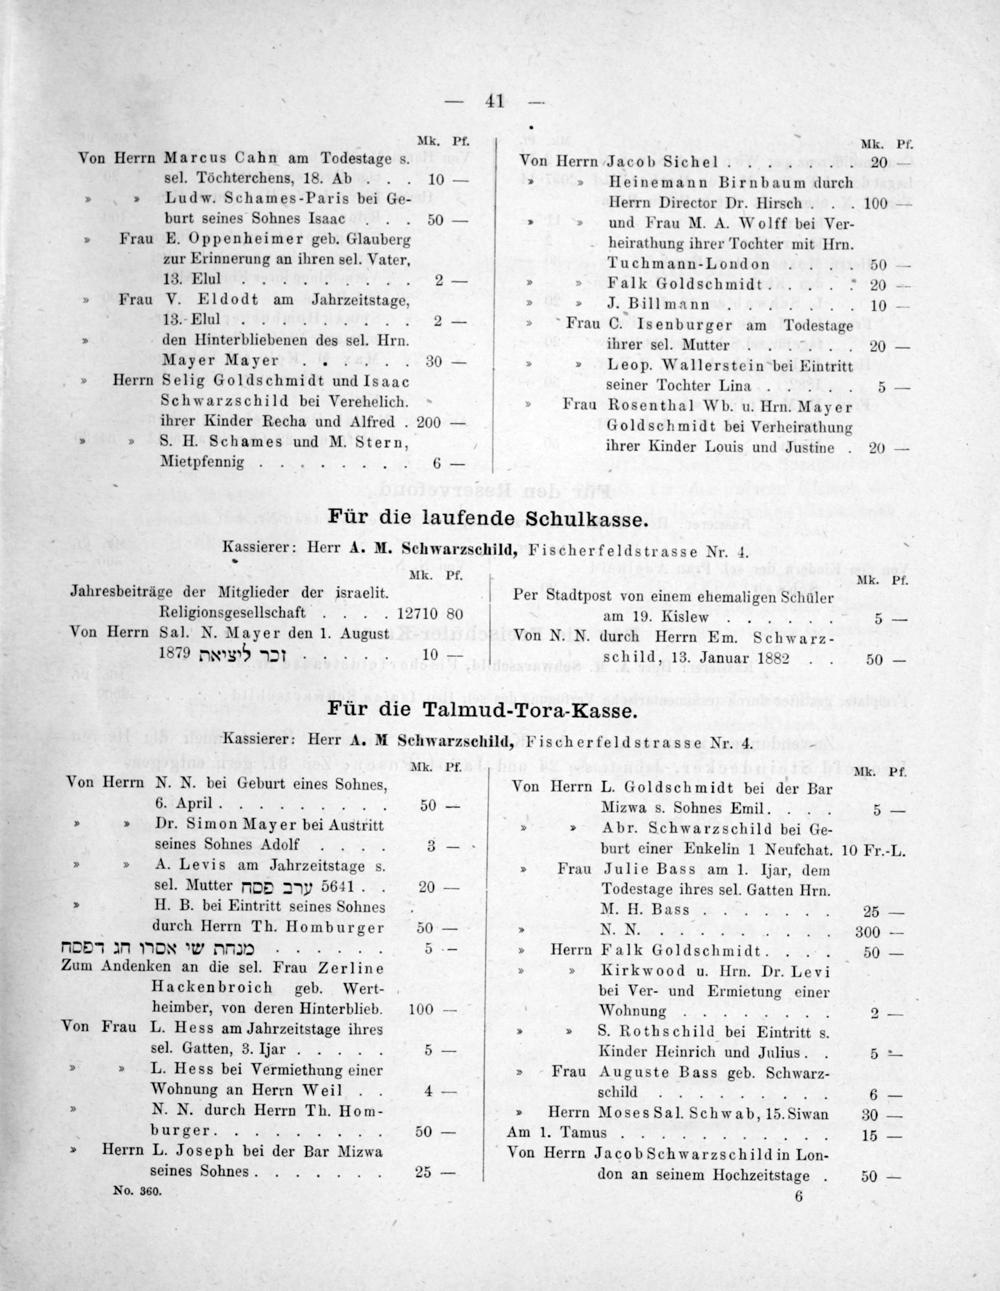 — 41 —
Mk. Pf.
Von Herrn Marcus Cahn am Todestage s.
sel. Töchterchens, 18. Ab . . . 10 —
» » Ludw. Schames-Paris bei Ge-
burt seines Sohnes Isaac . . . 50 —
» Frau E. Oppenheimer geb. Glauberg
zur Erinnerung an ihren sel. Vater,
13. Elul . . . . . . . . . 2 —
» Frau V. Eldodt am Jahrzeitstage,
13. Elul . . . . . . . . . 2 —
» den Hinterbliebenen des sel. Hrn.
Mayer Mayer . . . . . . 30 —
» Herrn Selig Goldschmidt und Isaac
Schwarzschild bei Verehelich.
ihrer Kinder Recha und Alfred . 200 —
» » S. H. Schames und M. Stern,
Mietpfennig . . . . . . . 6 —
Mk. Pf.
Von Herrn Jacob Sichel . . . . . . 20 —
» » Heinemann Birnbaum durch
Herrn Director Dr. Hirsch . . 100 —
» » und Frau M. A. Wolff bei Ver-
heirathung ihrer Tochter mit Hrn.
Tuchmann-London . . . . 50 —
» » Falk Goldschmidt . . . . . 20 —
» » J. Billmann . . . . . . . 10 —
» Frau C. Isenburger am Todestage
ihrer sel. Mutter . . . . . . 20 —
» » Leop. Wallerstein bei Eintritt
seiner Tochter Lina . . . . . 5 —
» Frau Rosenthal Wb. u. Hrn. Mayer
Goldschmidt bei Verheirathung
ihrer Kinder Louis und Justine . 20 —
Für die laufende Schulkasse.
Kassierer: Herr A. M. Schwarzschild, Fischerfeldstrasse Nr. 4.
Mk. Pf.
Jahresbeiträge der Mitglieder der israelit.
Religionsgesellschaft . . . . 12710 80
Von Herrn Sal. N. Mayer den 1. August
1879 זכר ליציאת . . . . . . 10 —
Mk. Pf.
Per Stadtpost von einem ehemaligen Schüler
am 19. Kislew . . . . . . 5 —
Von N. N. durch Herrn Em. Schwarz-
schild, 13. Januar 1882 . . 50 —
Für die Talmud-Tora-Kasse.
Kassierer: Herr A. M Schwarzschild, Fischerfeldstrasse Nr. 4.
Mk. Pf.
Von Herrn N. N. bei Geburt eines Sohnes,
6. April . . . . . . . . . 50 —
» » Dr. Simon Mayer bei Austritt
seines Sohnes Adolf . . . . 3 —
» » A. Levis am Jahrzeitstage s.
sel. Mutter ערב פסח 5641 . . 20 —
» H. B. bei Eintritt seines Sohnes
durch Herrn Th. Homburger 50 —
מנחת שי אסרו חג דפסח . . . . . . 5 —
Zum Andenken an die sel. Frau Zerline
Hackenbroich geb. Wert-
heimber, von deren Hinterblieb. 100 —
Von Frau L. Hess am Jahrzeitstage ihres
sel. Gatten, 3. Ijar . . . . . 5 —
» » L. Hess bei Vermiethung einer
Wohnung an Herrn Weil . . 4 —
» N. N. durch Herrn Th. Hom-
burger . . . . . . . . . 50 —
» Herrn L. Joseph bei der Bar Mizwa
seines Sohnes . . . . . . . 25 —
No. 360.
Mk. Pf.
Von Herrn L. Goldschmidt bei der Bar
Mizwa s. Sohnes Emil . . . . 5 —
» » Abr. Schwarzschild bei Ge-
burt einer Enkelin 1 Neufchat. 10 Fr.-L.
» Frau Julie Bass am 1. Ijar, dem
Todestage ihres sel. Gatten Hrn.
M. H. Bass . . . . . . . 25 —
» N. N. . . . . . . . . . 300 —
» Herrn Falk Goldschmidt . . . . 50 —
» » Kirkwood u. Hrn. Dr. Levi
bei Ver- und Ermietung einer
Wohnung . . . . . . . . 2 —
» » S. Rothschild bei Eintritt s.
Kinder Heinrich und Julius . . 5 —
» Frau Auguste Bass geb. Schwarz-
schild . . . . . . . . . 6 —
» Herrn Moses Sal. Schwab, 15. Siwan 30 —
Am 1. Tamus . . . . . . . . . . . 15 —
Von Herrn Jacob Schwarzschild in Lon-
don an seinem Hochzeitstage . 50 —
6